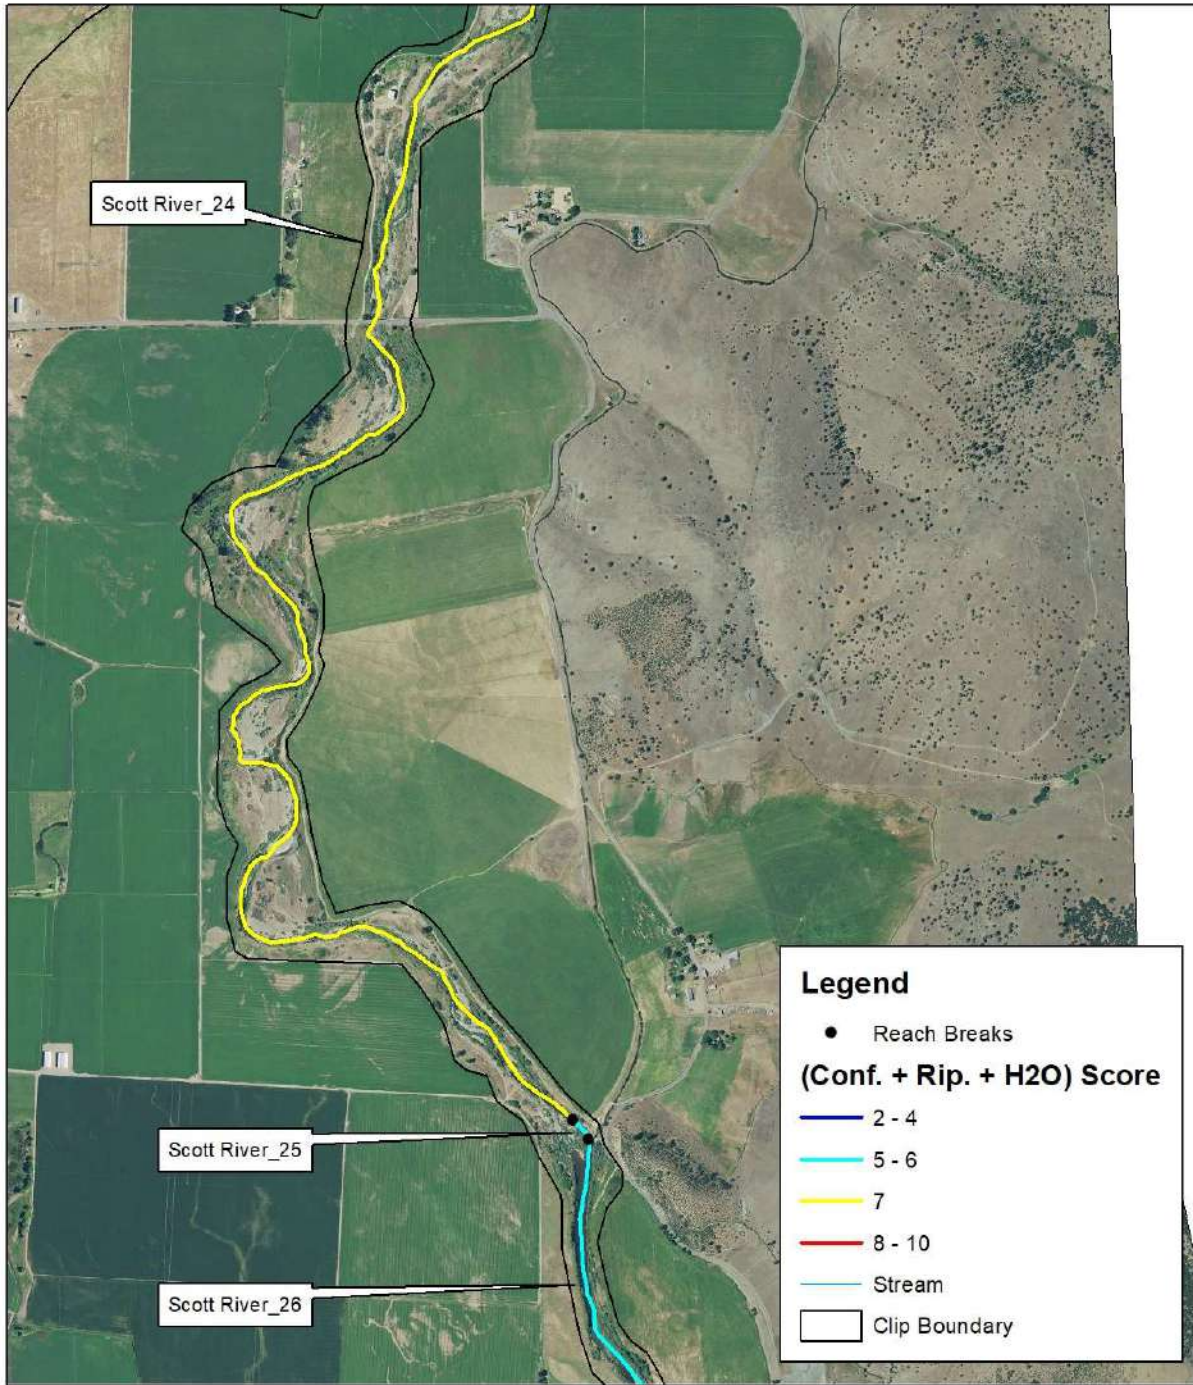 Scott River_24
Scott River_25
Scott River_26
Legend
Reach Breaks
(Conf. + Rip. + H2O) Score
2 - 4
5 - 6
7
8 - 10
Stream
Clip Boundary